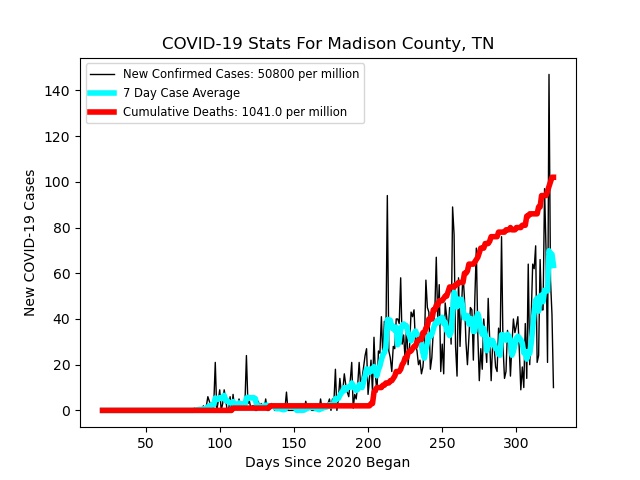 COVID-19 Stats For Madison County, TN
New Confirmed Cases: 50800 per million
7 Day Case Average
Cumulative Deaths: 1041.0 per million
New COVID-19 Cases
140
120
100
80
60
40
20
0
50
100
150
200
250
300
Days Since 2020 Began